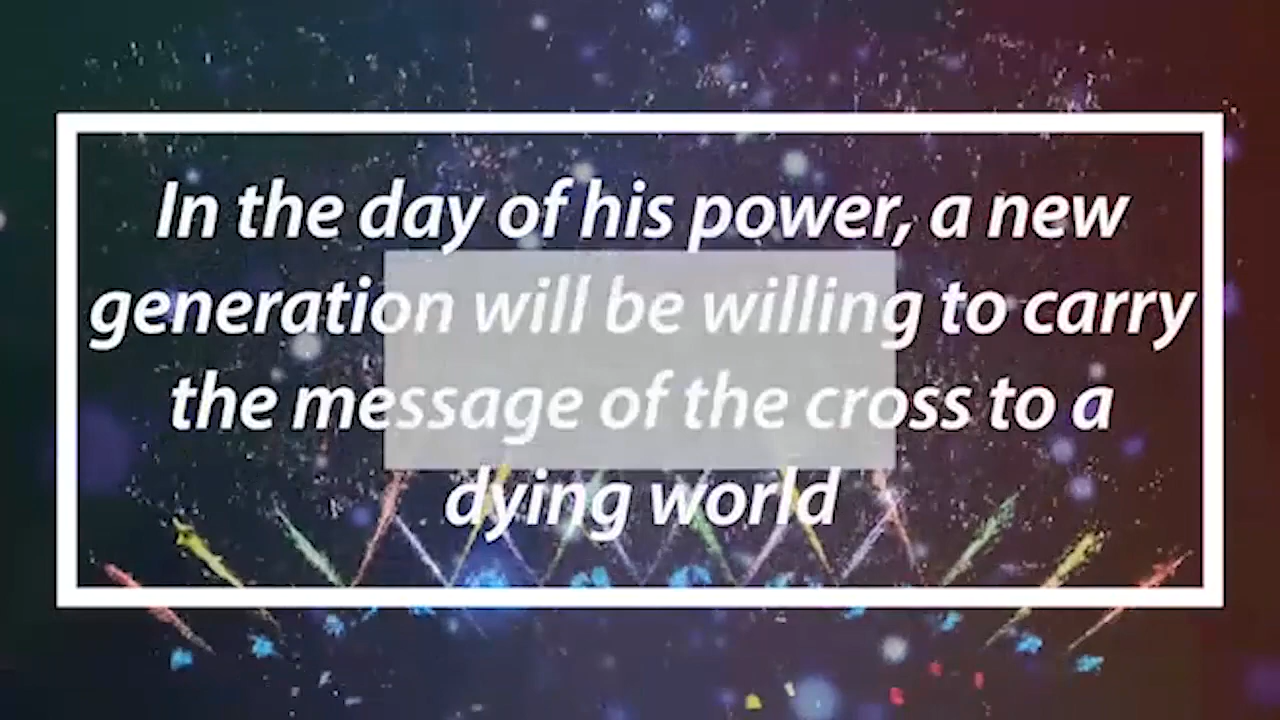 In the day of his power, a new
generation will be willing to carry
the message of the cross to a
dying world